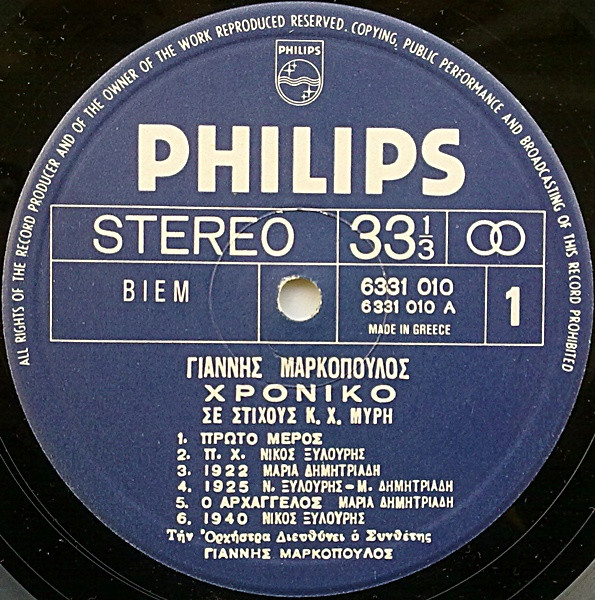 ALL RIGHTS OF THE RECORD PRODUCER AND OF THE OWNER OF THE WORK REPRODUCED RESERVED. COPYING, PUBLIC PERFORMANCE AND BROADCASTING OF THIS RECORD PROHIBITED
PHILIPS
PHILIPS
STEREO 33 1/3
BIEM 6331 010 1
6331 010 A
MADE IN GREECE
ΓΙΑΝΝΗΣ ΜΑΡΚΟΠΟΥΛΟΣ
ΧΡΟΝΙΚΟ
ΣΕ ΣΤΙΧΟΥΣ Κ. Χ. ΜΥΡΗ
1. ΠΡΩΤΟ ΜΕΡΟΣ
2. Π. Χ. ΝΙΚΟΣ ΞΥΛΟΥΡΗΣ
3. 1922 ΜΑΡΙΑ ΔΗΜΗΤΡΙΑΔΗ
4. 1925 Ν. ΞΥΛΟΥΡΗΣ-Μ. ΔΗΜΗΤΡΙΑΔΗ
5. Ο ΑΡΧΑΓΓΕΛΟΣ ΜΑΡΙΑ ΔΗΜΗΤΡΙΑΔΗ
6. 1940 ΝΙΚΟΣ ΞΥΛΟΥΡΗΣ
Τήν Ὀρχήστρα Διευθύνει ὁ Συνθέτης
ΓΙΑΝΝΗΣ ΜΑΡΚΟΠΟΥΛΟΣ